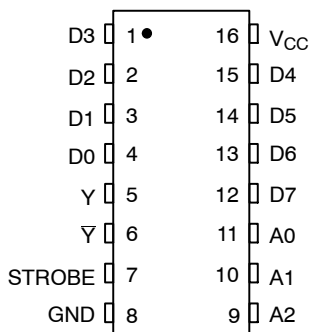 D3 1 16 VCC
D2 2 15 D4
D1 3 14 D5
D0 4 13 D6
Y 5 12 D7
Y̅ 6 11 A0
STROBE 7 10 A1
GND 8 9 A2